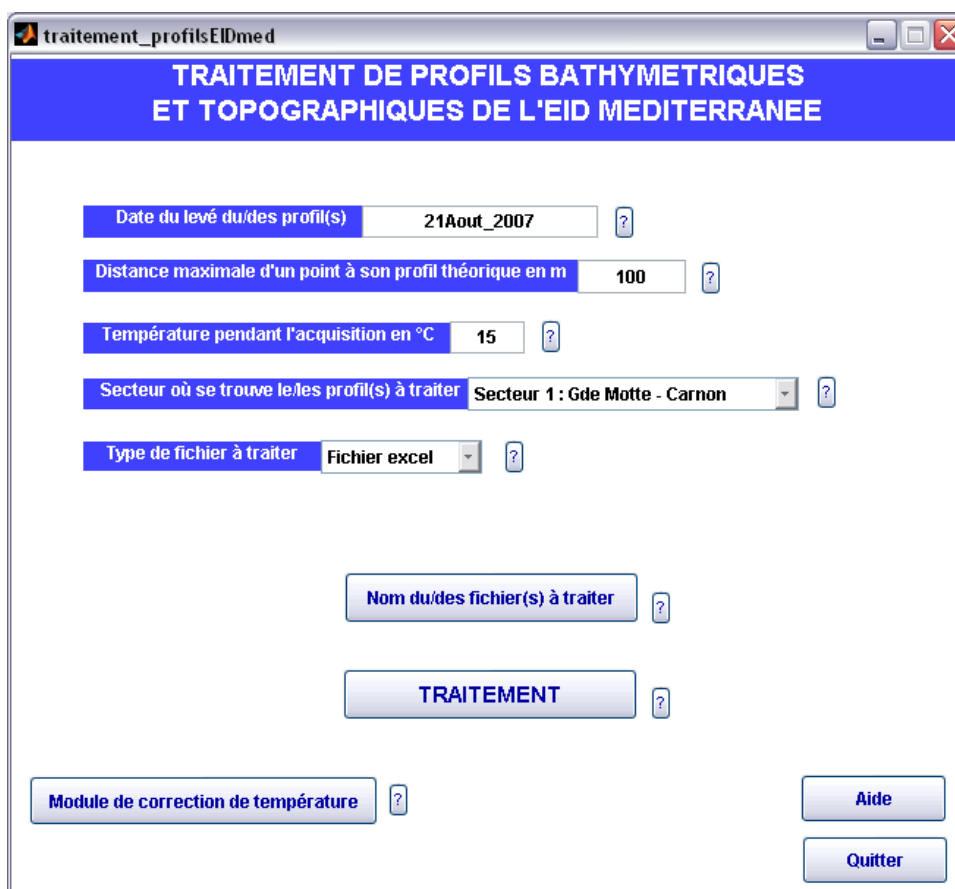 traitement_profilsEIDmed
TRAITEMENT DE PROFILS BATHYMETRIQUES
ET TOPOGRAPHIQUES DE L'EID MEDITERRANEE
Date du levé du/des profil(s) 21Aout_2007 ?
Distance maximale d'un point à son profil théorique en m 100 ?
Température pendant l'acquisition en °C 15 ?
Secteur où se trouve le/les profil(s) à traiter Secteur 1 : Gde Motte - Carnon ?
Type de fichier à traiter Fichier excel ?
Nom du/des fichier(s) à traiter ?
TRAITEMENT ?
Module de correction de température ? Aide
Quitter